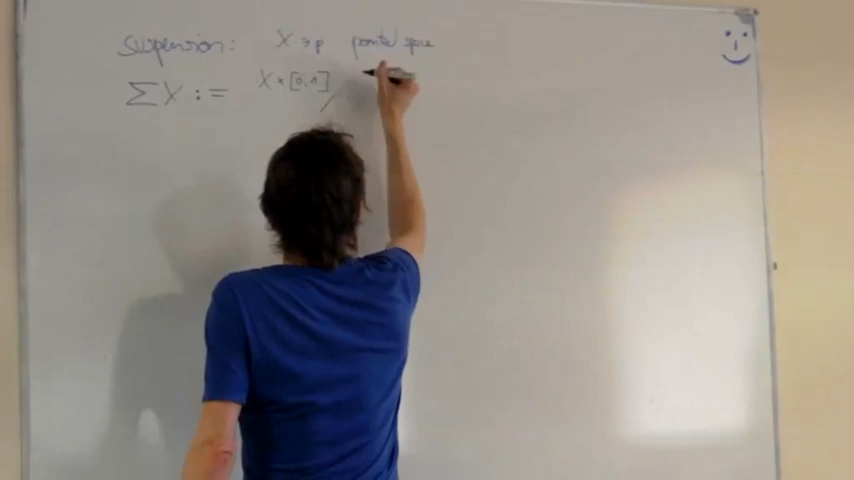 suspension: X ∋ p pointed space
ΣX := X × [0,1] /